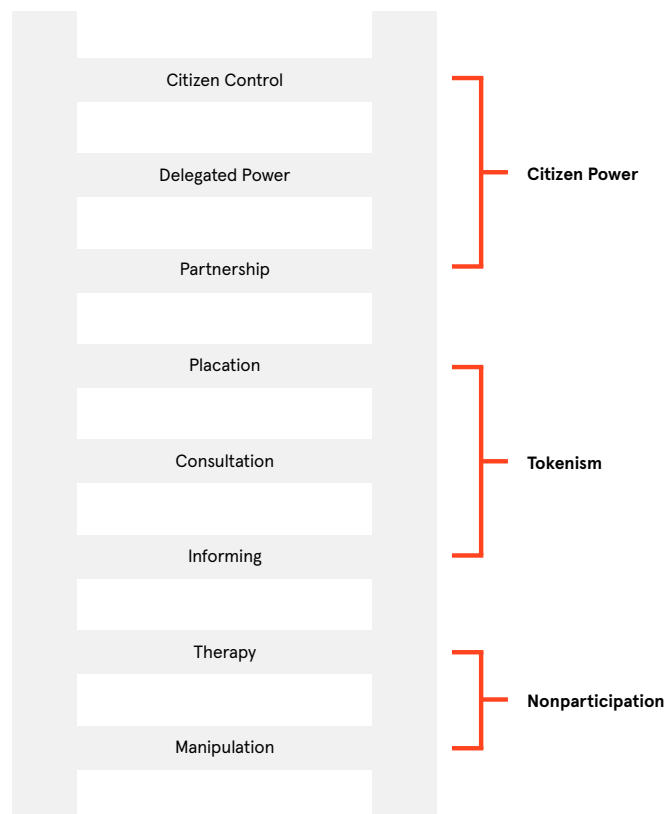 Citizen Control
Delegated Power
Citizen Power
Partnership
Placation
Consultation
Tokenism
Informing
Therapy
Nonparticipation
Manipulation